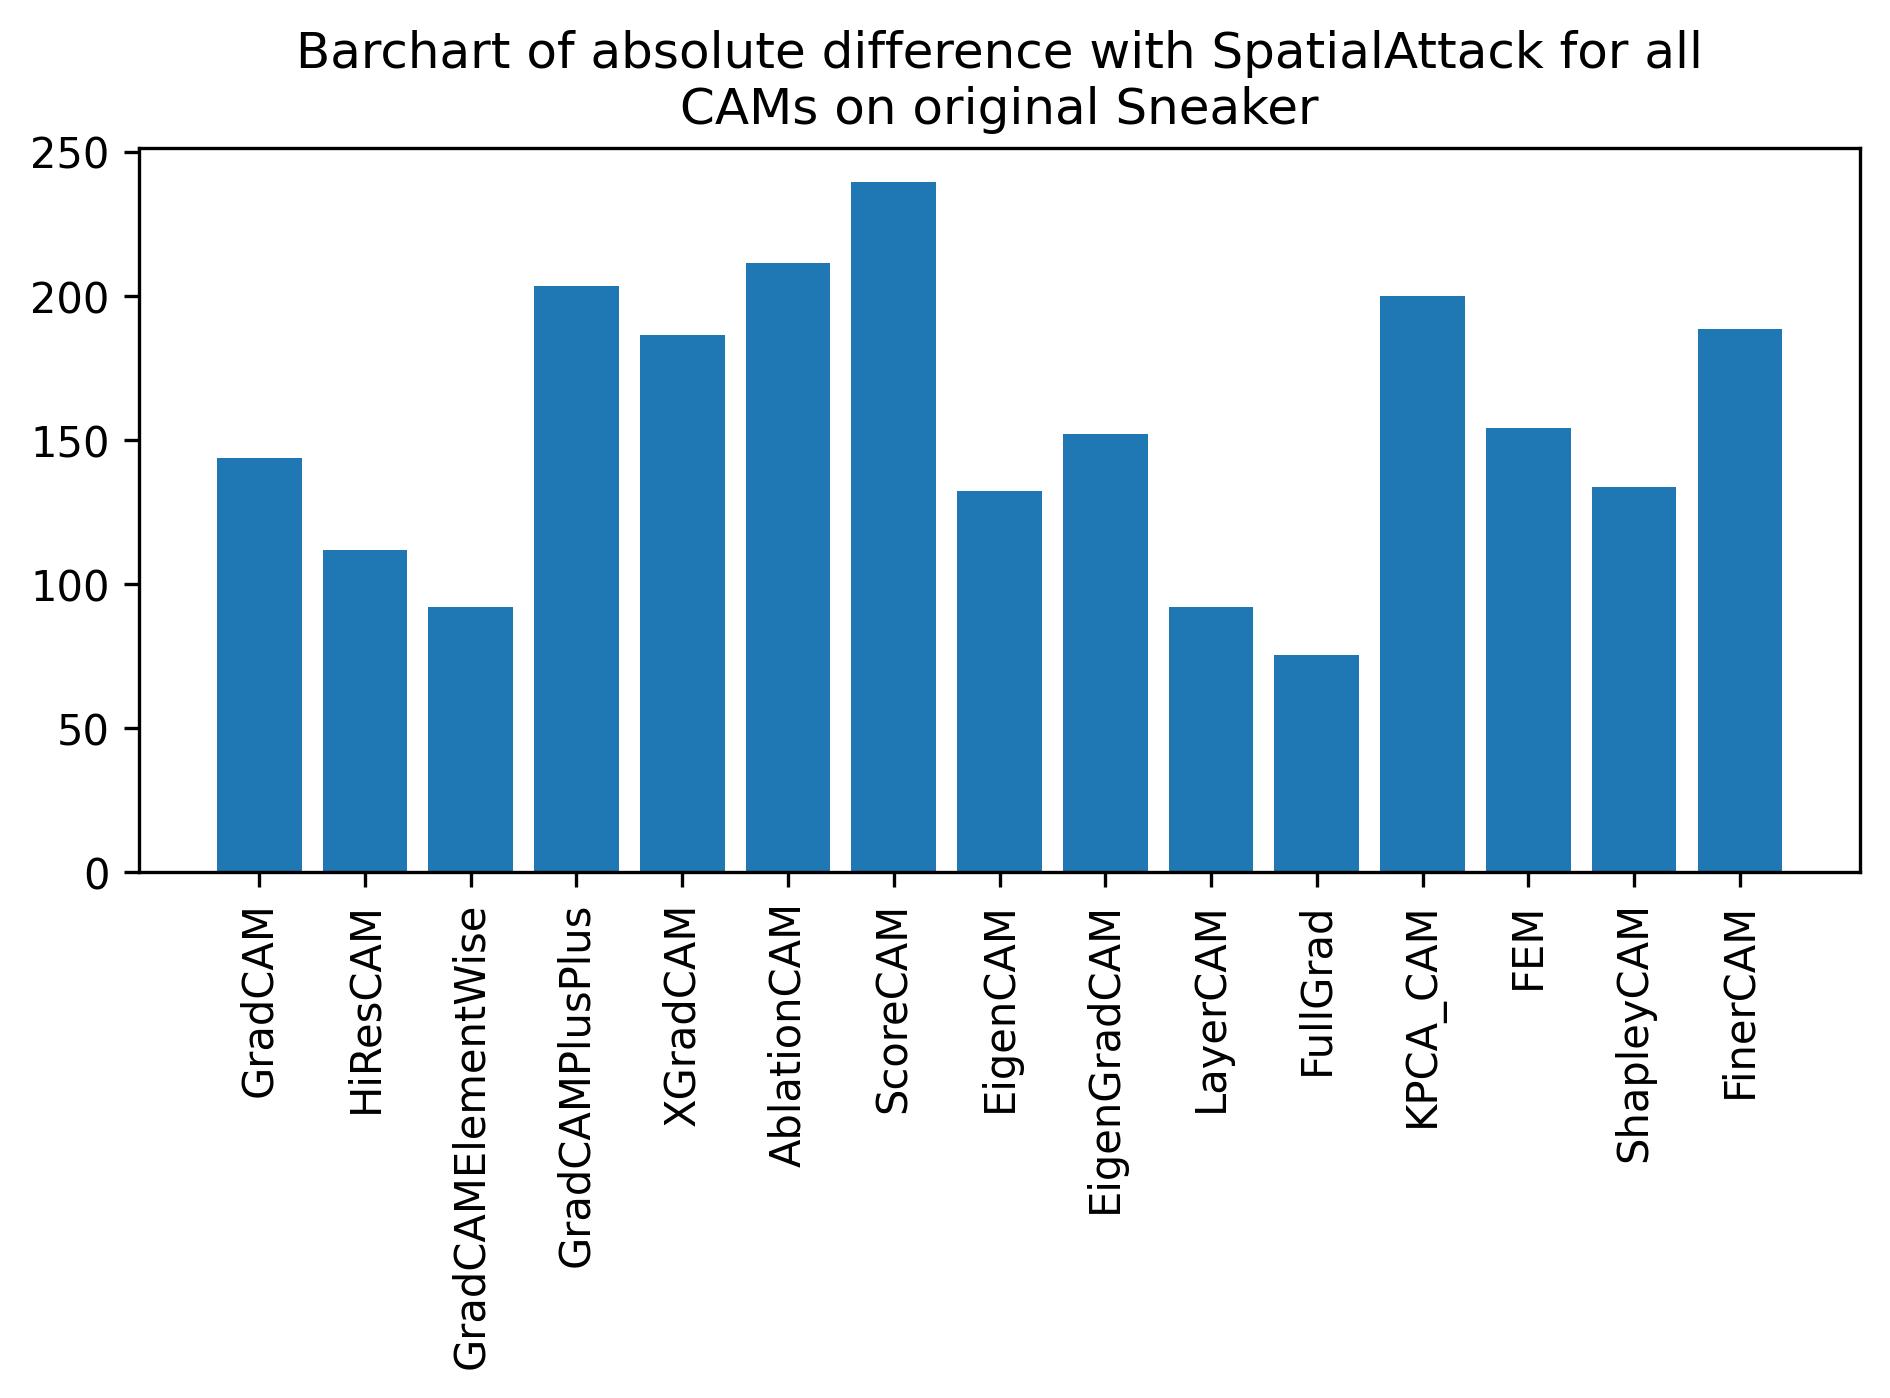 Barchart of absolute difference with SpatialAttack for all
CAMs on original Sneaker
250
200
150
100
50
0
GradCAM
HiResCAM
GradCAMElementWise
GradCAMPlusPlus
XGradCAM
AblationCAM
ScoreCAM
EigenCAM
EigenGradCAM
LayerCAM
FullGrad
KPCA_CAM
FEM
ShapleyCAM
FinerCAM